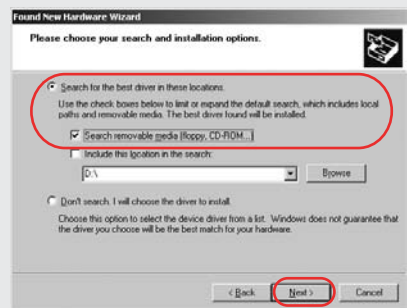 Found New Hardware Wizard
Please choose your search and installation options.
Search for the best driver in these locations.
Use the check boxes below to limit or expand the default search, which includes local
paths and removable media. The best driver found will be installed.
Search removable media (floppy, CD-ROM...)
Include this location in the search:
D:\
Browse
Don't search. I will choose the driver to install.
Choose this option to select the device driver from a list. Windows does not guarantee that
the driver you choose will be the best match for your hardware.
< Back
Next >
Cancel